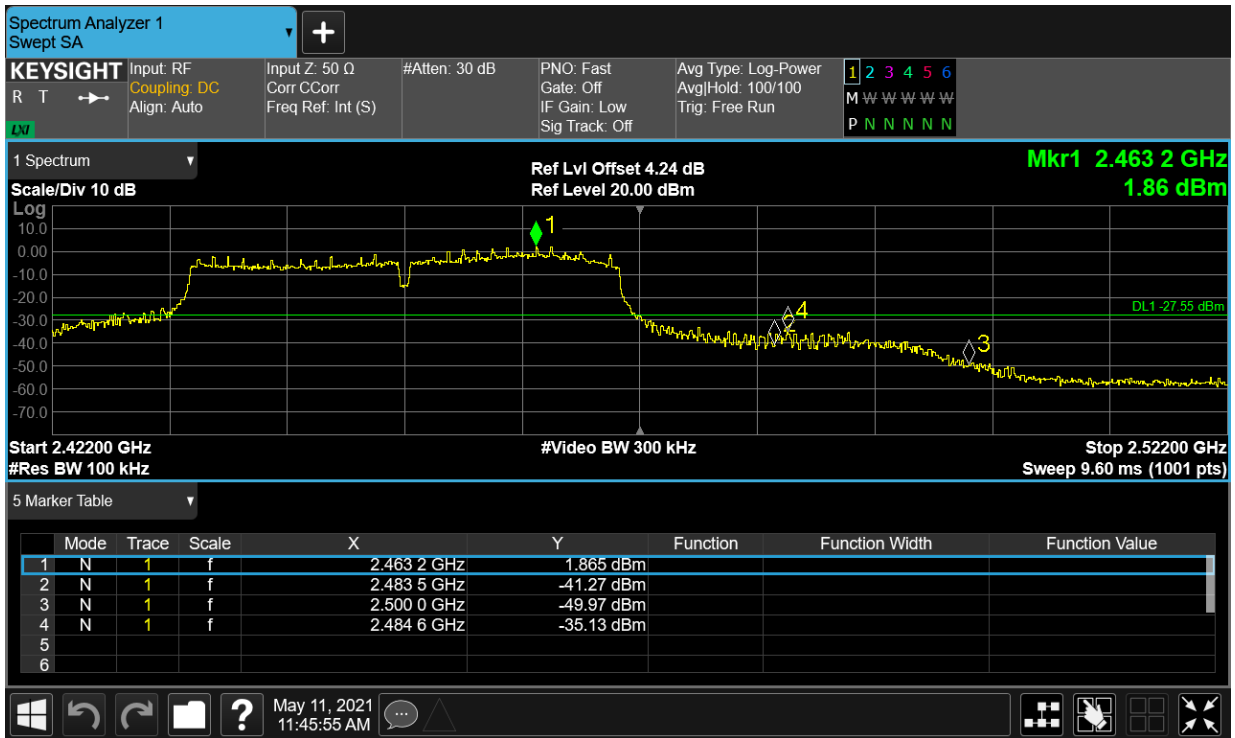 Spectrum Analyzer 1
Swept SA
+
KEYSIGHT
R T
LXI
Input: RF
Coupling: DC
Align: Auto
Input Z: 50 Ω
Corr CCorr
Freq Ref: Int (S)
#Atten: 30 dB
PNO: Fast
Gate: Off
IF Gain: Low
Sig Track: Off
Avg Type: Log-Power
Avg|Hold: 100/100
Trig: Free Run
1 2 3 4 5 6
M W W W W W
P N N N N N
1 Spectrum
Scale/Div 10 dB
Ref Lvl Offset 4.24 dB
Ref Level 20.00 dBm
Mkr1 2.463 2 GHz
1.86 dBm
Log
10.0
0.00
-10.0
-20.0
-30.0
-40.0
-50.0
-60.0
-70.0
1
4
2
3
DL1 -27.55 dBm
Start 2.42200 GHz
#Video BW 300 kHz
Stop 2.52200 GHz
#Res BW 100 kHz
Sweep 9.60 ms (1001 pts)
5 Marker Table
Mode Trace Scale X Y Function Function Width Function Value
1 N 1 f 2.463 2 GHz 1.865 dBm
2 N 1 f 2.483 5 GHz -41.27 dBm
3 N 1 f 2.500 0 GHz -49.97 dBm
4 N 1 f 2.484 6 GHz -35.13 dBm
5
6
?
May 11, 2021
11:45:55 AM